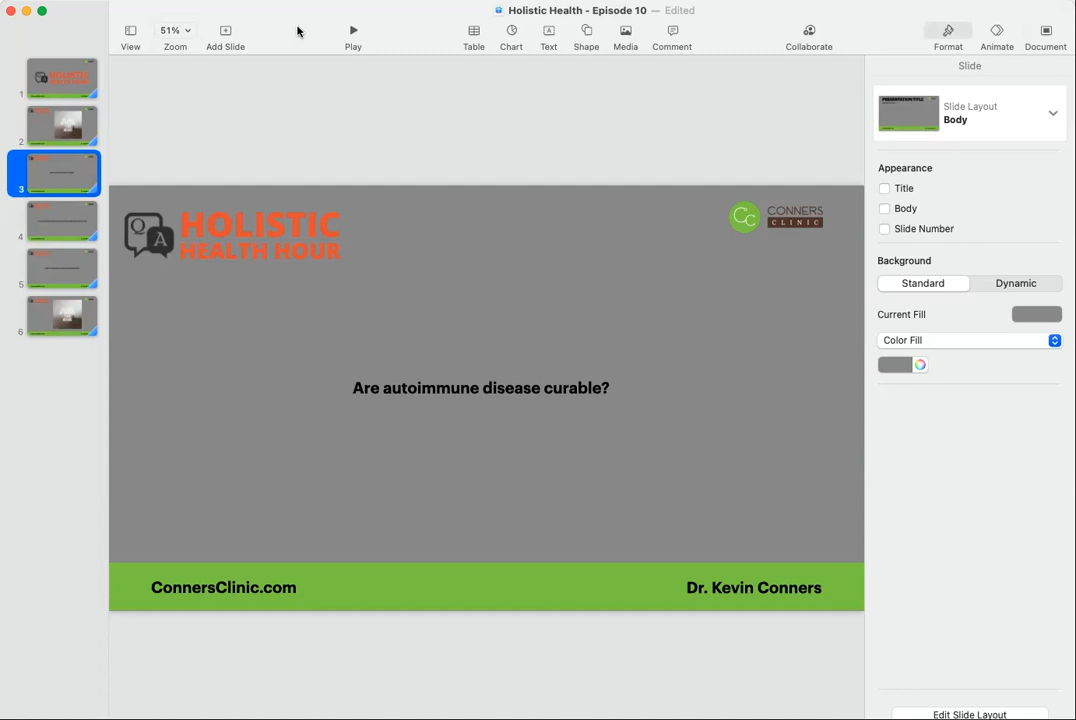 Holistic Health - Episode 10 — Edited
51%
View
Zoom
Add Slide
Play
Table
Chart
Text
Shape
Media
Comment
Collaborate
Format
Animate
Document
1
2
3
4
5
6
Q
A
HOLISTIC
HEALTH HOUR
CC
CONNERS
CLINIC
Are autoimmune disease curable?
ConnersClinic.com
Dr. Kevin Conners
Slide
PRESENTATION TITLE
Slide Layout
Body
Appearance
Title
Body
Slide Number
Background
Standard
Dynamic
Current Fill
Color Fill
Edit Slide Layout